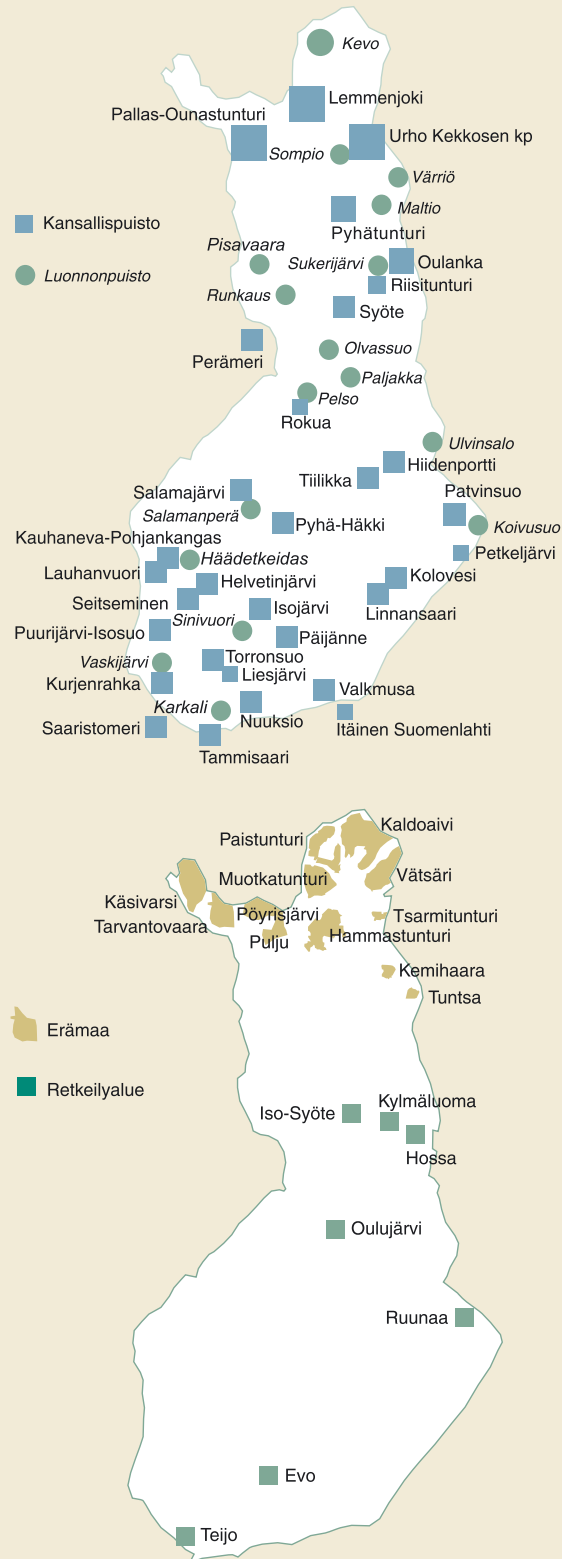 Kevo
Lemmenjoki
Pallas-Ounastunturi
Urho Kekkosen kp
Sompio
Värriö
Maltio
Kansallispuisto
Pyhätunturi
Pisavaara
Sukerijärvi
Oulanka
Luonnonpuisto
Riisitunturi
Runkaus
Syöte
Olvassuo
Perämeri
Paljakka
Pelso
Rokua
Ulvinsalo
Hiidenportti
Tiilikka
Salamajärvi
Patvinsuo
Salamanperä
Pyhä-Häkki
Koivusuo
Kauhaneva-Pohjankangas
Petkeljärvi
Häädetkeidas
Lauhanvuori
Kolovesi
Helvetinjärvi
Seitseminen
Isojärvi
Linnansaari
Sinivuori
Puurijärvi-Isosuo
Päijänne
Torronsuo
Vaskijärvi
Liesjärvi
Kurjenrahka
Valkmusa
Karkali
Nuuksio
Saaristomeri
Itäinen Suomenlahti
Tammisaari
Kaldoaivi
Paistunturi
Muotkatunturi
Vätsäri
Käsivarsi
Pöyrisjärvi
Tsarmitunturi
Tarvantovaara
Hammastunturi
Pulju
Kemihaara
Tuntsa
Erämaa
Retkeilyalue
Kylmäluoma
Iso-Syöte
Hossa
Oulujärvi
Ruunaa
Evo
Teijo